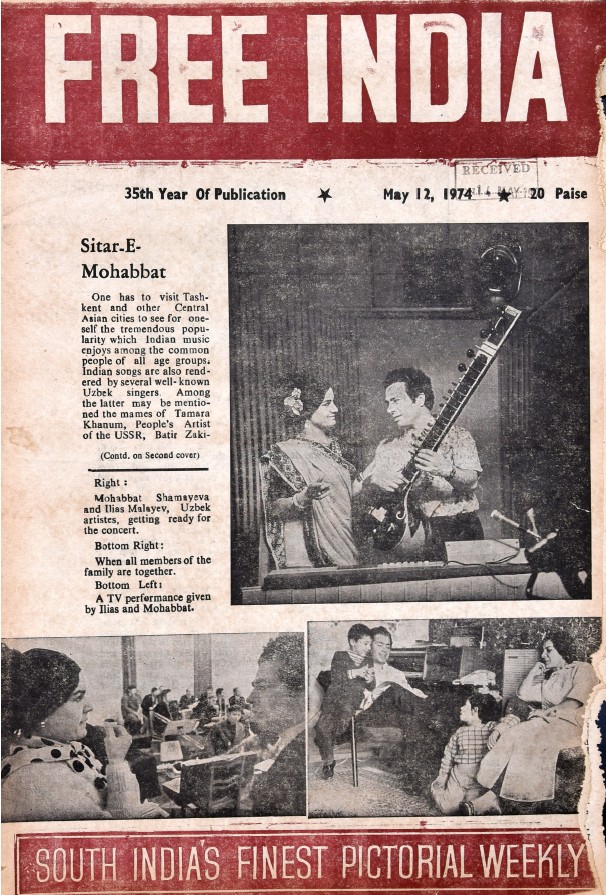 FREE INDIA
RECEIVED
35th Year Of Publication ★ May 12, 1974 ★ 20 Paise
Sitar-E-
Mohabbat
One has to visit Tash-
kent and other Central
Asian cities to see for one-
self the tremendous popu-
larity which Indian music
enjoys among the common
people of all age groups.
Indian songs are also rend-
ered by several well-known
Uzbek singers. Among
the latter may be mentio-
ned the mames of Tamara
Khanum, People's Artist
of the USSR, Batir Zaki-
(Contd. on Second cover)
Right :
Mohabbat Shamayeva
and Ilias Malayev, Uzbek
artistes, getting ready for
the concert.
Bottom Right:
When all members of the
family are together.
Bottom Left:
A TV performance given
by Ilias and Mohabbat.
SOUTH INDIA'S FINEST PICTORIAL WEEKLY